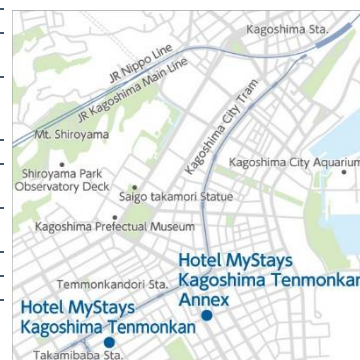 Kagoshima Sta.
JR Nippo Line
JR Kagoshima Main Line
Kagoshima City Tram
Mt. Shiroyama
Kagoshima City Aquarium
Shiroyama Park
Observatory Deck
Saigo takamori Statue
Kagoshima Prefectual Museum
Hotel MyStays
Kagoshima Tenmonkan
Annex
Temmonkandori Sta.
Hotel MyStays
Kagoshima Tenmonkan
Takamibaba Sta.